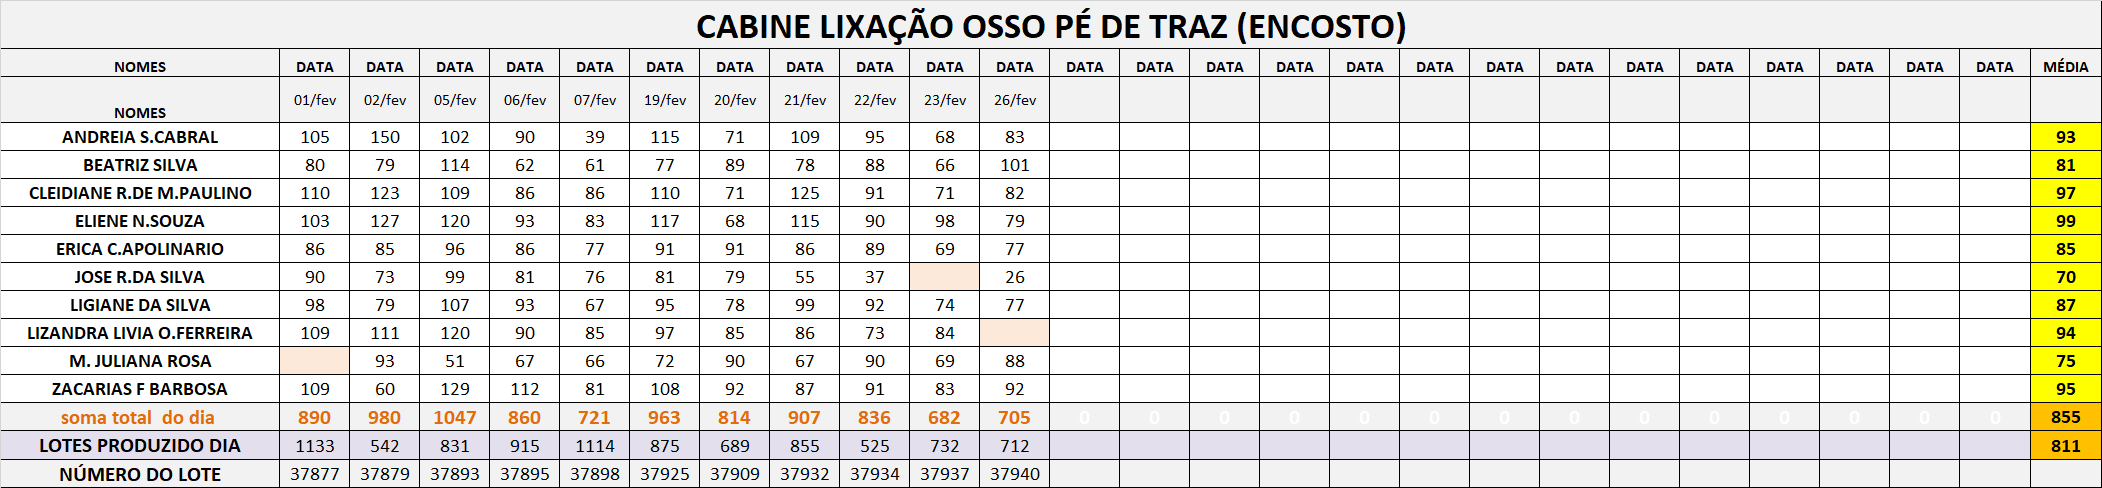 CABINE LIXAÇÃO OSSO PÉ DE TRAZ (ENCOSTO)
NOMES DATA DATA DATA DATA DATA DATA DATA DATA DATA DATA DATA DATA DATA DATA DATA DATA DATA DATA DATA DATA DATA DATA DATA DATA DATA MÉDIA
NOMES 01/fev 02/fev 05/fev 06/fev 07/fev 19/fev 20/fev 21/fev 22/fev 23/fev 26/fev
ANDREIA S.CABRAL 105 150 102 90 39 115 71 109 95 68 83 93
BEATRIZ SILVA 80 79 114 62 61 77 89 78 88 66 101 81
CLEIDIANE R.DE M.PAULINO 110 123 109 86 86 110 71 125 91 71 82 97
ELIENE N.SOUZA 103 127 120 93 83 117 68 115 90 98 79 99
ERICA C.APOLINARIO 86 85 96 86 77 91 91 86 89 69 77 85
JOSE R.DA SILVA 90 73 99 81 76 81 79 55 37 26 70
LIGIANE DA SILVA 98 79 107 93 67 95 78 99 92 74 77 87
LIZANDRA LIVIA O.FERREIRA 109 111 120 90 85 97 85 86 73 84 94
M. JULIANA ROSA 93 51 67 66 72 90 67 90 69 88 75
ZACARIAS F BARBOSA 109 60 129 112 81 108 92 87 91 83 92 95
soma total do dia 890 980 1047 860 721 963 814 907 836 682 705 0 0 0 0 0 0 0 0 0 0 0 0 0 0 855
LOTES PRODUZIDO DIA 1133 542 831 915 1114 875 689 855 525 732 712 811
NÚMERO DO LOTE 37877 37879 37893 37895 37898 37925 37909 37932 37934 37937 37940